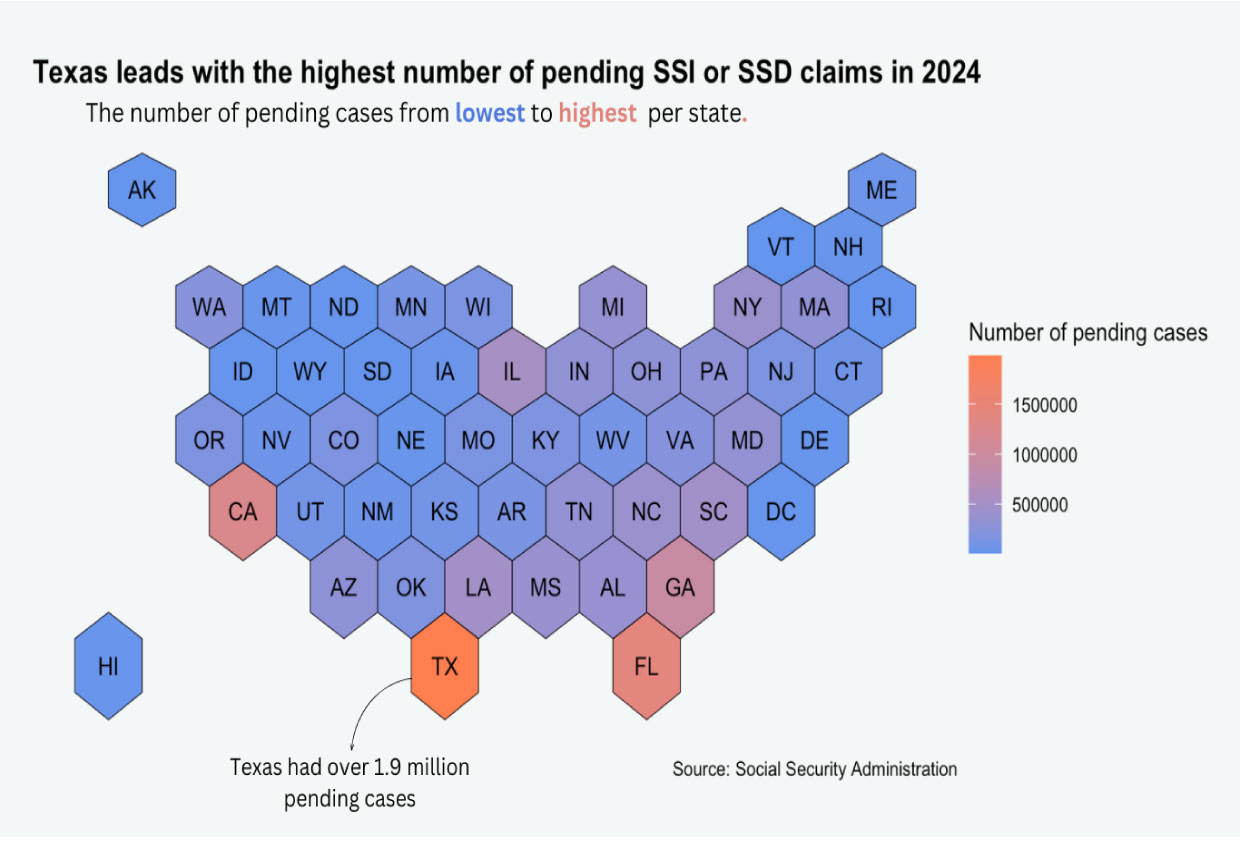 Texas leads with the highest number of pending SSI or SSD claims in 2024
The number of pending cases from lowest to highest per state.
AK
ME
VT NH
WA MT ND MN WI MI NY MA RI
Number of pending cases
ID WY SD IA IL IN OH PA NJ CT
1500000
OR NV CO NE MO KY WV VA MD DE
1000000
CA UT NM KS AR TN NC SC DC
500000
AZ OK LA MS AL GA
HI TX FL
Texas had over 1.9 million
pending cases
Source: Social Security Administration